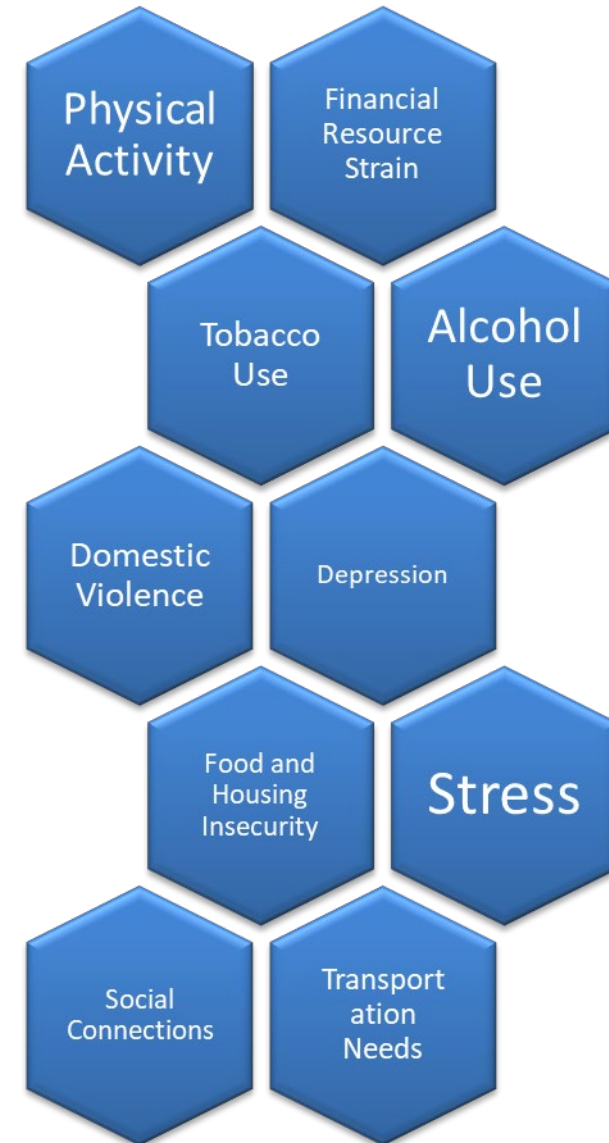 Physical
Activity
Financial
Resource
Strain
Tobacco
Use
Alcohol
Use
Domestic
Violence
Depression
Food and
Housing
Insecurity
Stress
Social
Connections
Transport
ation
Needs